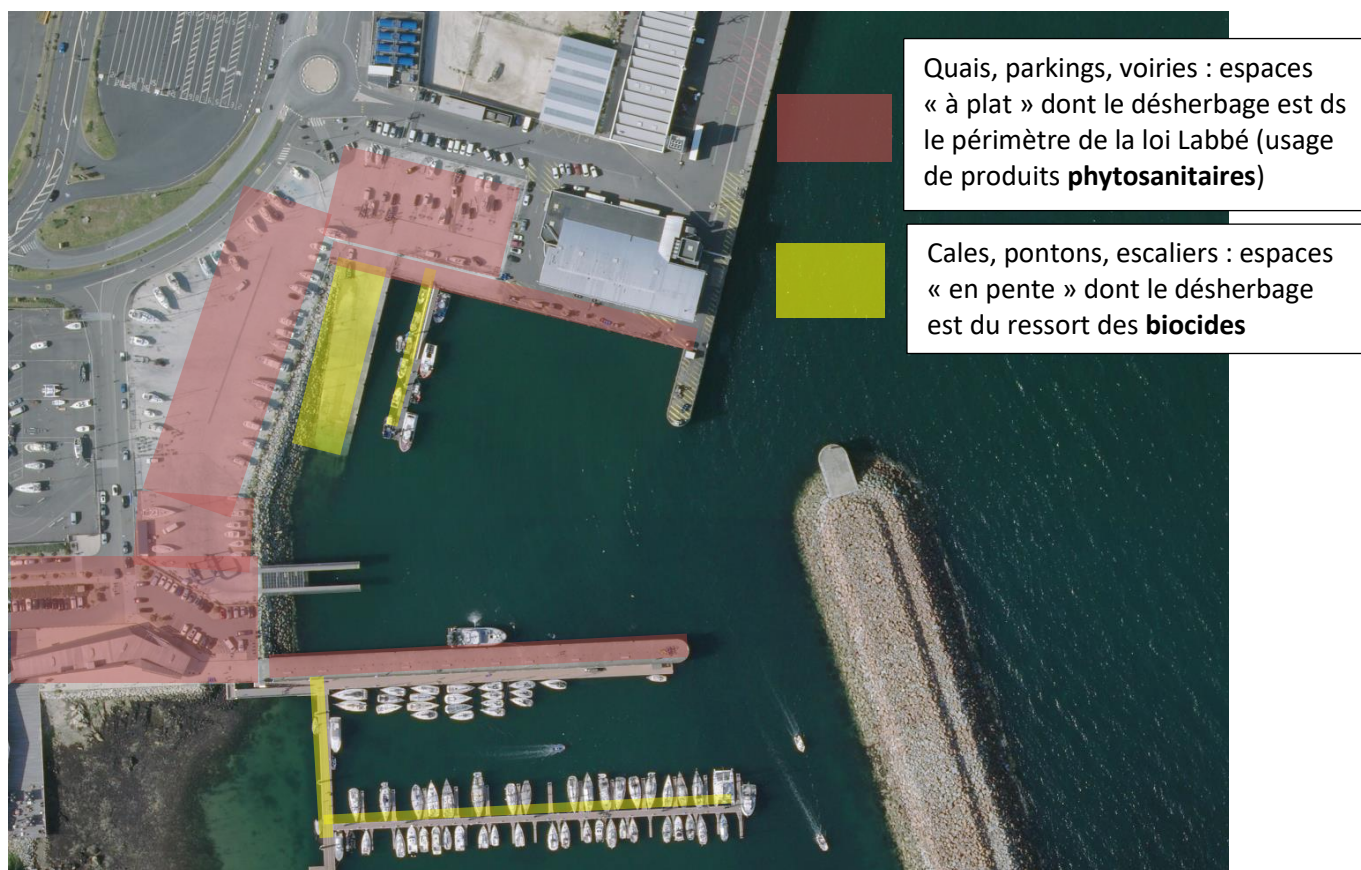 Quais, parkings, voiries : espaces
« à plat » dont le désherbage est ds
le périmètre de la loi Labbé (usage
de produits phytosanitaires)
Cales, pontons, escaliers : espaces
« en pente » dont le désherbage
est du ressort des biocides